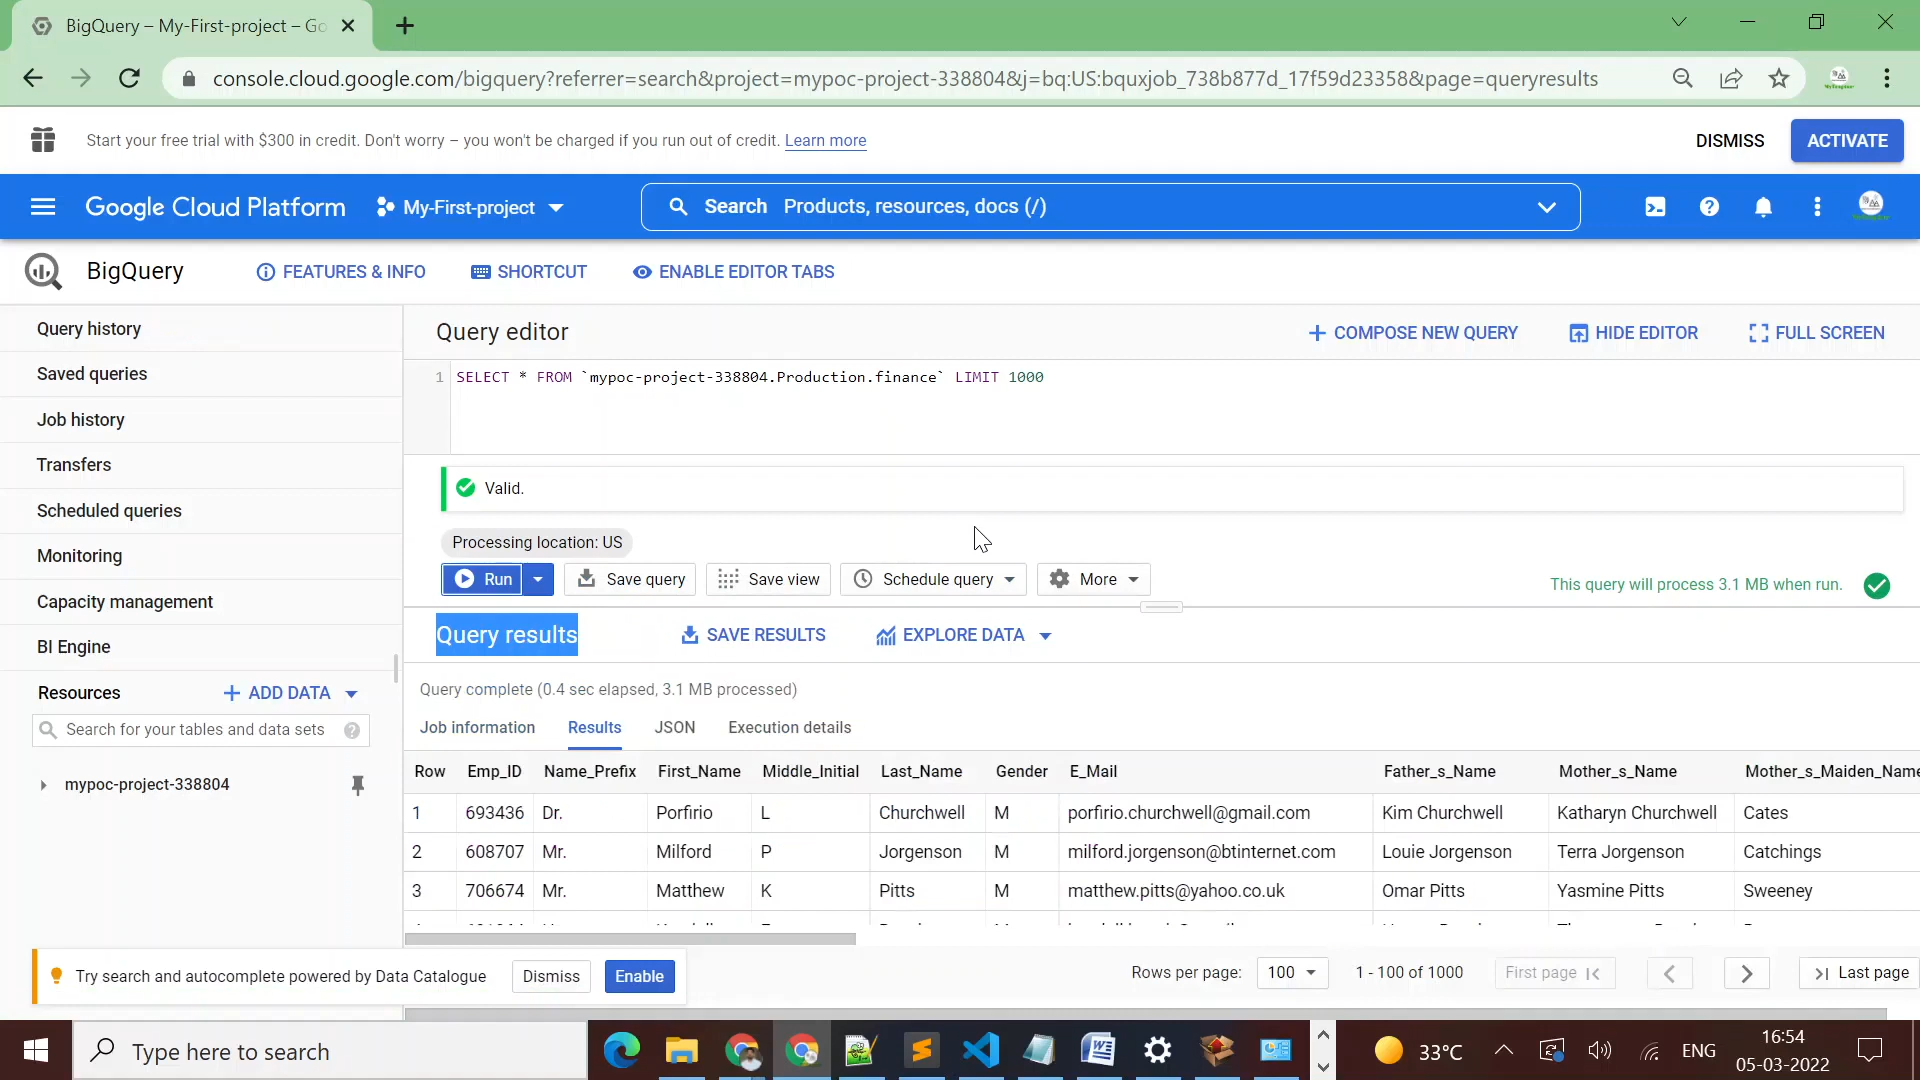 BigQuery – My-First-project – Go
console.cloud.google.com/bigquery?referrer=search&project=mypoc-project-338804&j=bq:US:bquxjob_738b877d_17f59d23358&page=queryresults
Start your free trial with $300 in credit. Don't worry – you won't be charged if you run out of credit. Learn more
DISMISS
ACTIVATE
Google Cloud Platform
My-First-project
Search Products, resources, docs (/)
BigQuery
FEATURES & INFO
SHORTCUT
ENABLE EDITOR TABS
Query history
Saved queries
Job history
Transfers
Scheduled queries
Monitoring
Capacity management
BI Engine
Resources
+ ADD DATA
Search for your tables and data sets
mypoc-project-338804
Query editor
+ COMPOSE NEW QUERY
HIDE EDITOR
FULL SCREEN
1 SELECT * FROM `mypoc-project-338804.Production.finance` LIMIT 1000
Valid.
Processing location: US
Run
Save query
Save view
Schedule query
More
This query will process 3.1 MB when run.
Query results
SAVE RESULTS
EXPLORE DATA
Query complete (0.4 sec elapsed, 3.1 MB processed)
Job information
Results
JSON
Execution details
Row Emp_ID Name_Prefix First_Name Middle_Initial Last_Name Gender E_Mail Father_s_Name Mother_s_Name Mother_s_Maiden_Name
1 693436 Dr. Porfirio L Churchwell M porfirio.churchwell@gmail.com Kim Churchwell Katharyn Churchwell Cates
2 608707 Mr. Milford P Jorgenson M milford.jorgenson@btinternet.com Louie Jorgenson Terra Jorgenson Catchings
3 706674 Mr. Matthew K Pitts M matthew.pitts@yahoo.co.uk Omar Pitts Yasmine Pitts Sweeney
Try search and autocomplete powered by Data Catalogue
Dismiss
Enable
Rows per page: 100
1 - 100 of 1000
First page
Last page
Type here to search
33°C
ENG
16:54
05-03-2022